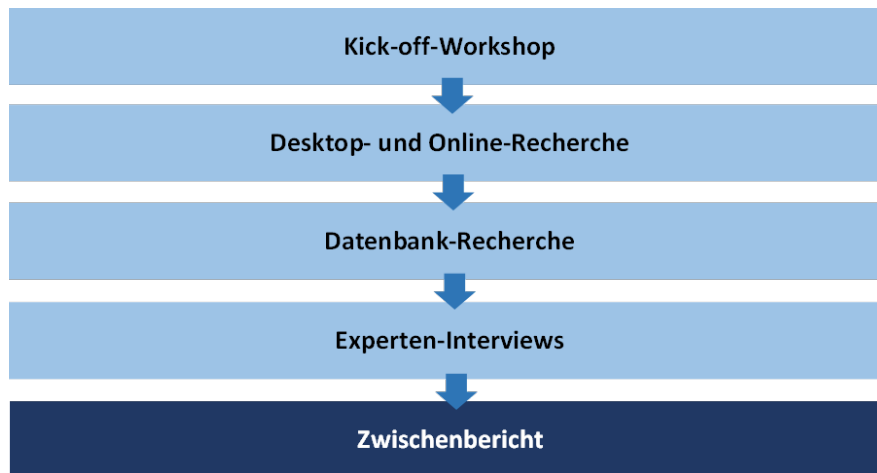 Kick-off-Workshop
Desktop- und Online-Recherche
Datenbank-Recherche
Experten-Interviews
Zwischenbericht